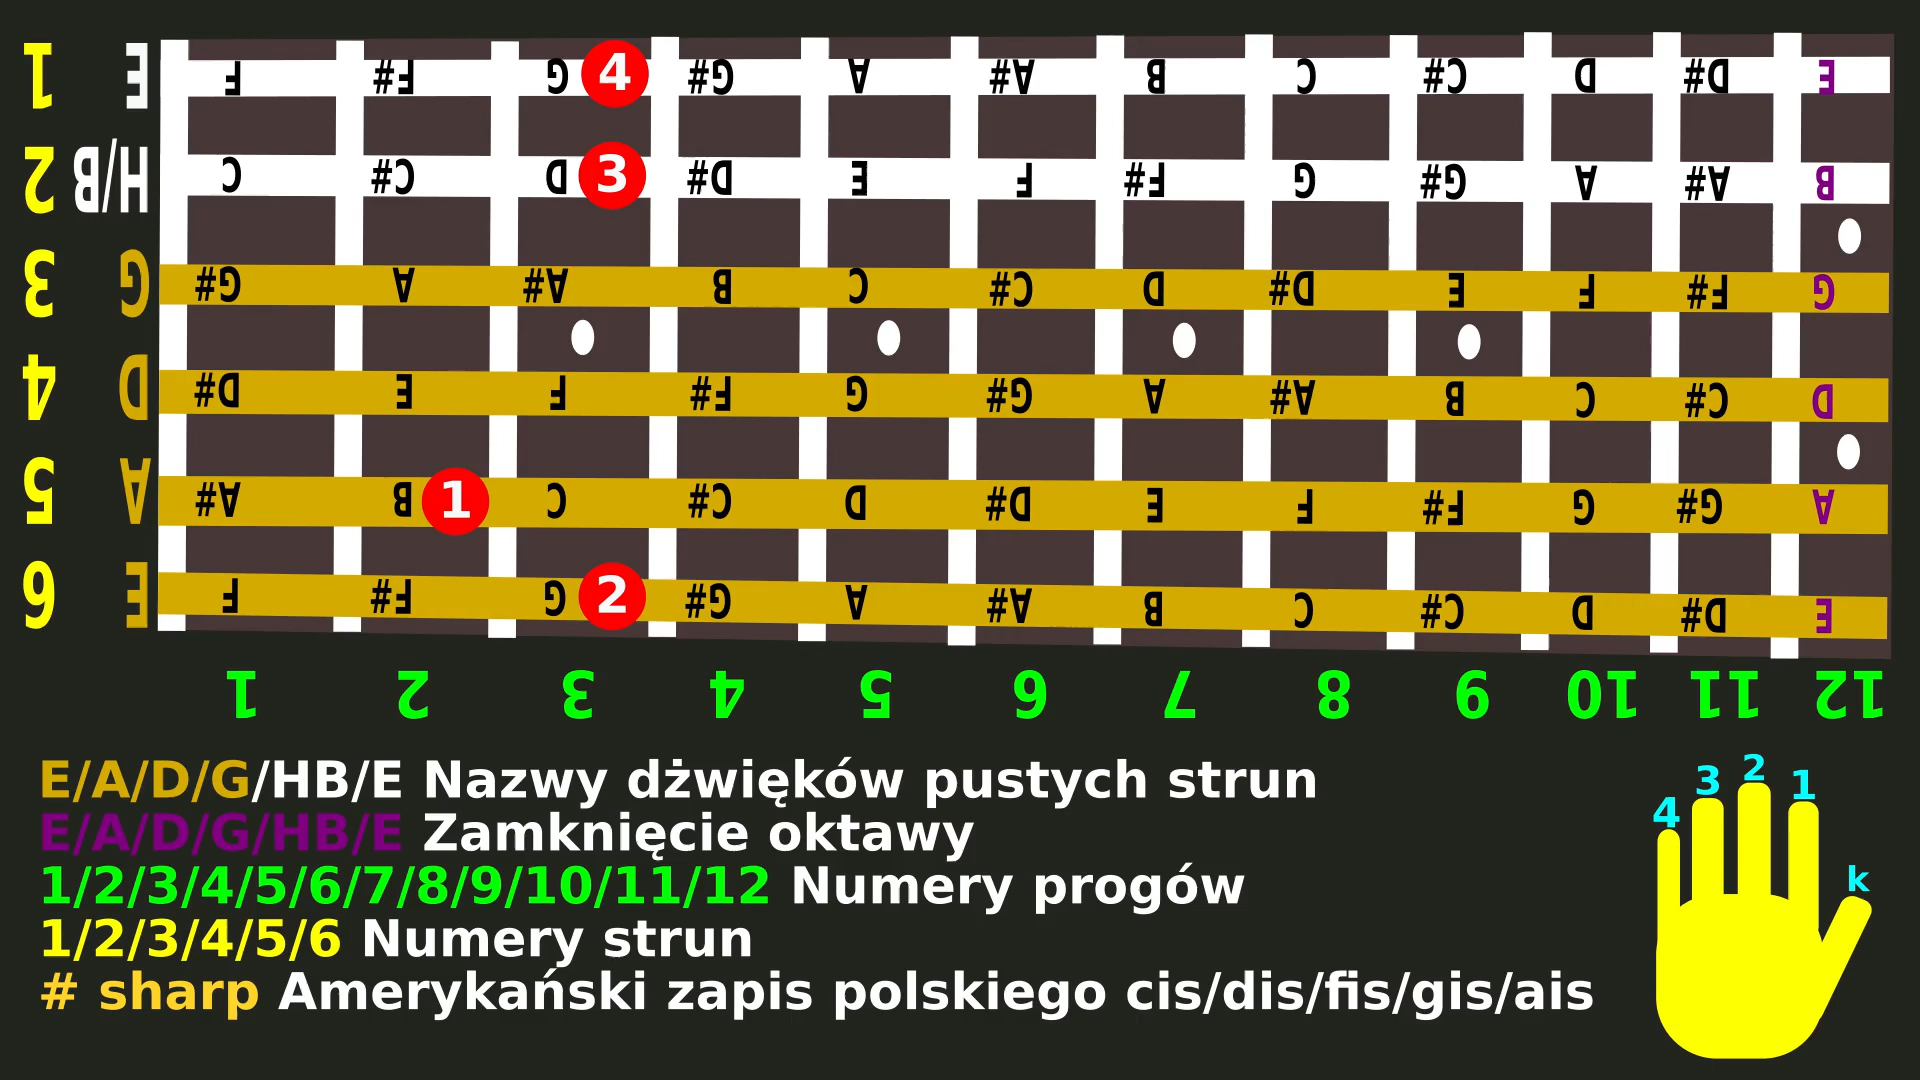 1 E F F# G 4 G# A A# B C C# D D# E
2 H/B C C# D 3 D# E F F# G G# A A# B
3 G G# A A# B C C# D D# E F F# G
4 D D# E F F# G G# A A# B C C# D
5 A A# B 1 C C# D D# E F F# G G# A
6 E F F# G 2 G# A A# B C C# D D# E
1 2 3 4 5 6 7 8 9 10 11 12
E/A/D/G/HB/E Nazwy dżwięków pustych strun
E/A/D/G/HB/E Zamknięcie oktawy
1/2/3/4/5/6/7/8/9/10/11/12 Numery progów
1/2/3/4/5/6 Numery strun
# sharp Amerykański zapis polskiego cis/dis/fis/gis/ais
4 3 2 1 k